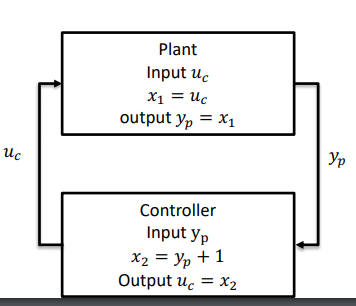 Plant
Input u_c
x_1 = u_c
output y_p = x_1
u_c
y_p
Controller
Input y_p
x_2 = y_p + 1
Output u_c = x_2